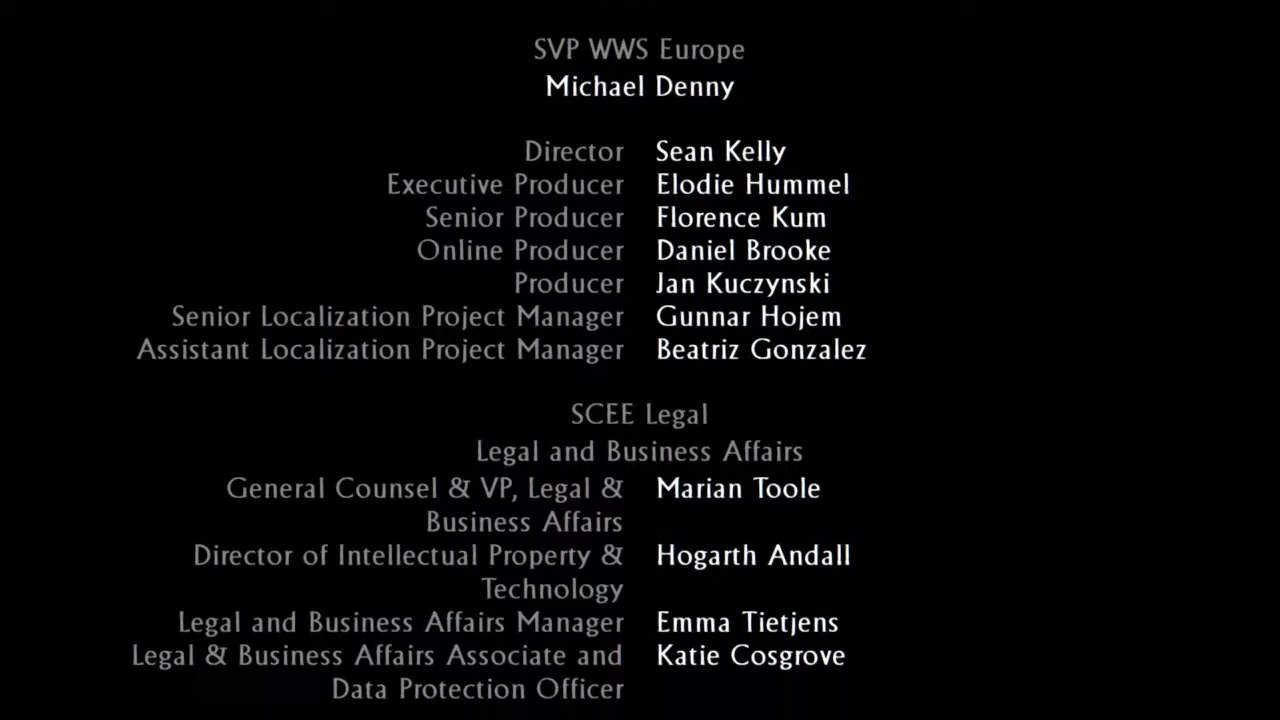 SVP WWS Europe
Michael Denny
Director Sean Kelly
Executive Producer Elodie Hummel
Senior Producer Florence Kum
Online Producer Daniel Brooke
Producer Jan Kuczynski
Senior Localization Project Manager Gunnar Hojem
Assistant Localization Project Manager Beatriz Gonzalez
SCEE Legal
Legal and Business Affairs
General Counsel & VP, Legal & Marian Toole
Business Affairs
Director of Intellectual Property & Hogarth Andall
Technology
Legal and Business Affairs Manager Emma Tietjens
Legal & Business Affairs Associate and Katie Cosgrove
Data Protection Officer